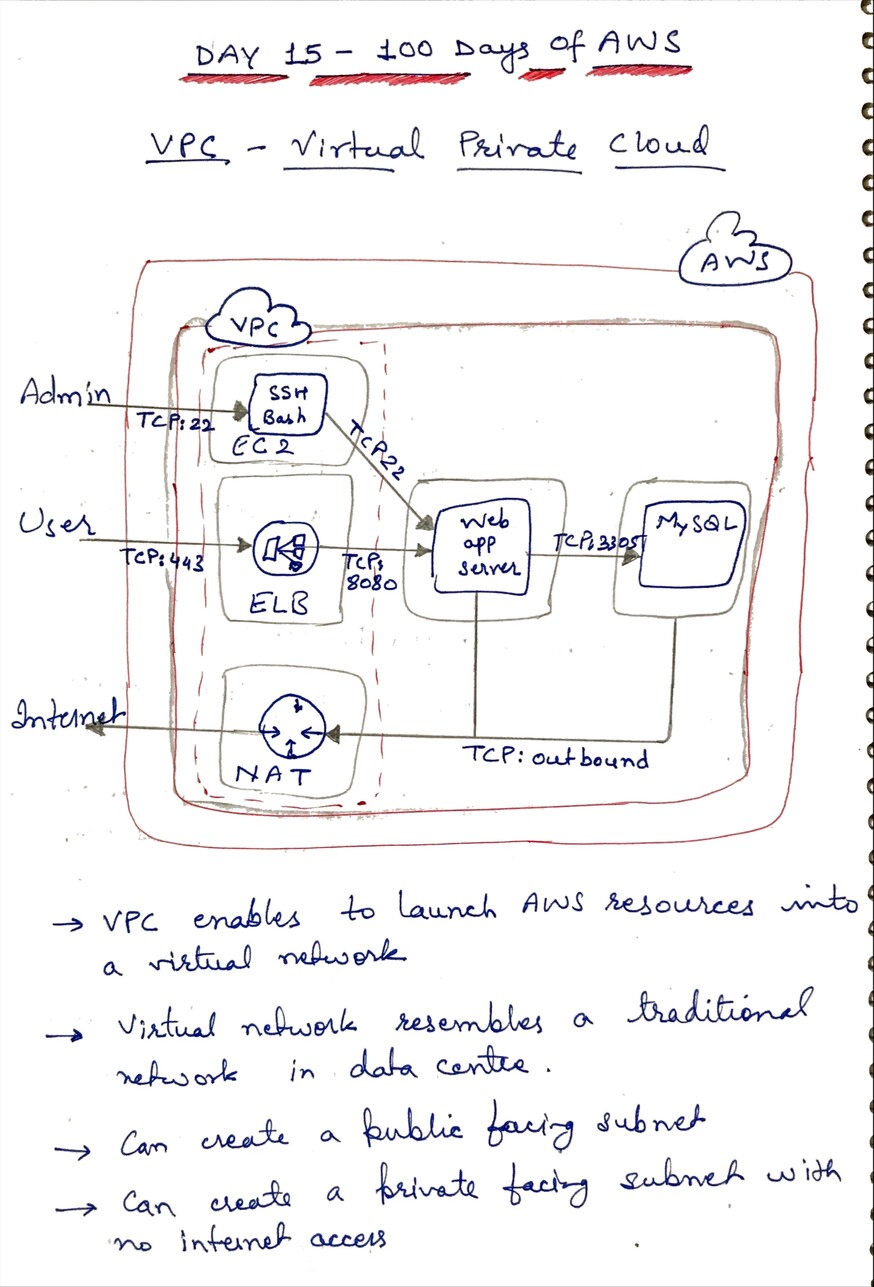 DAY 15 - 100 Days of AWS
VPC - Virtual Private Cloud
AWS
VPC
Admin
TCP:22
SSH
Bash
EC2
TCP22
User
TCP:443
ELB
TCP:
8080
Web
app
server
TCP:3305
MySQL
Internet
NAT
TCP: outbound
→ VPC enables to launch AWS resources into
a virtual network
→ Virtual network resembles a traditional
network in data centre.
→ Can create a public facing subnet
→ Can create a private facing subnet with
no internet access